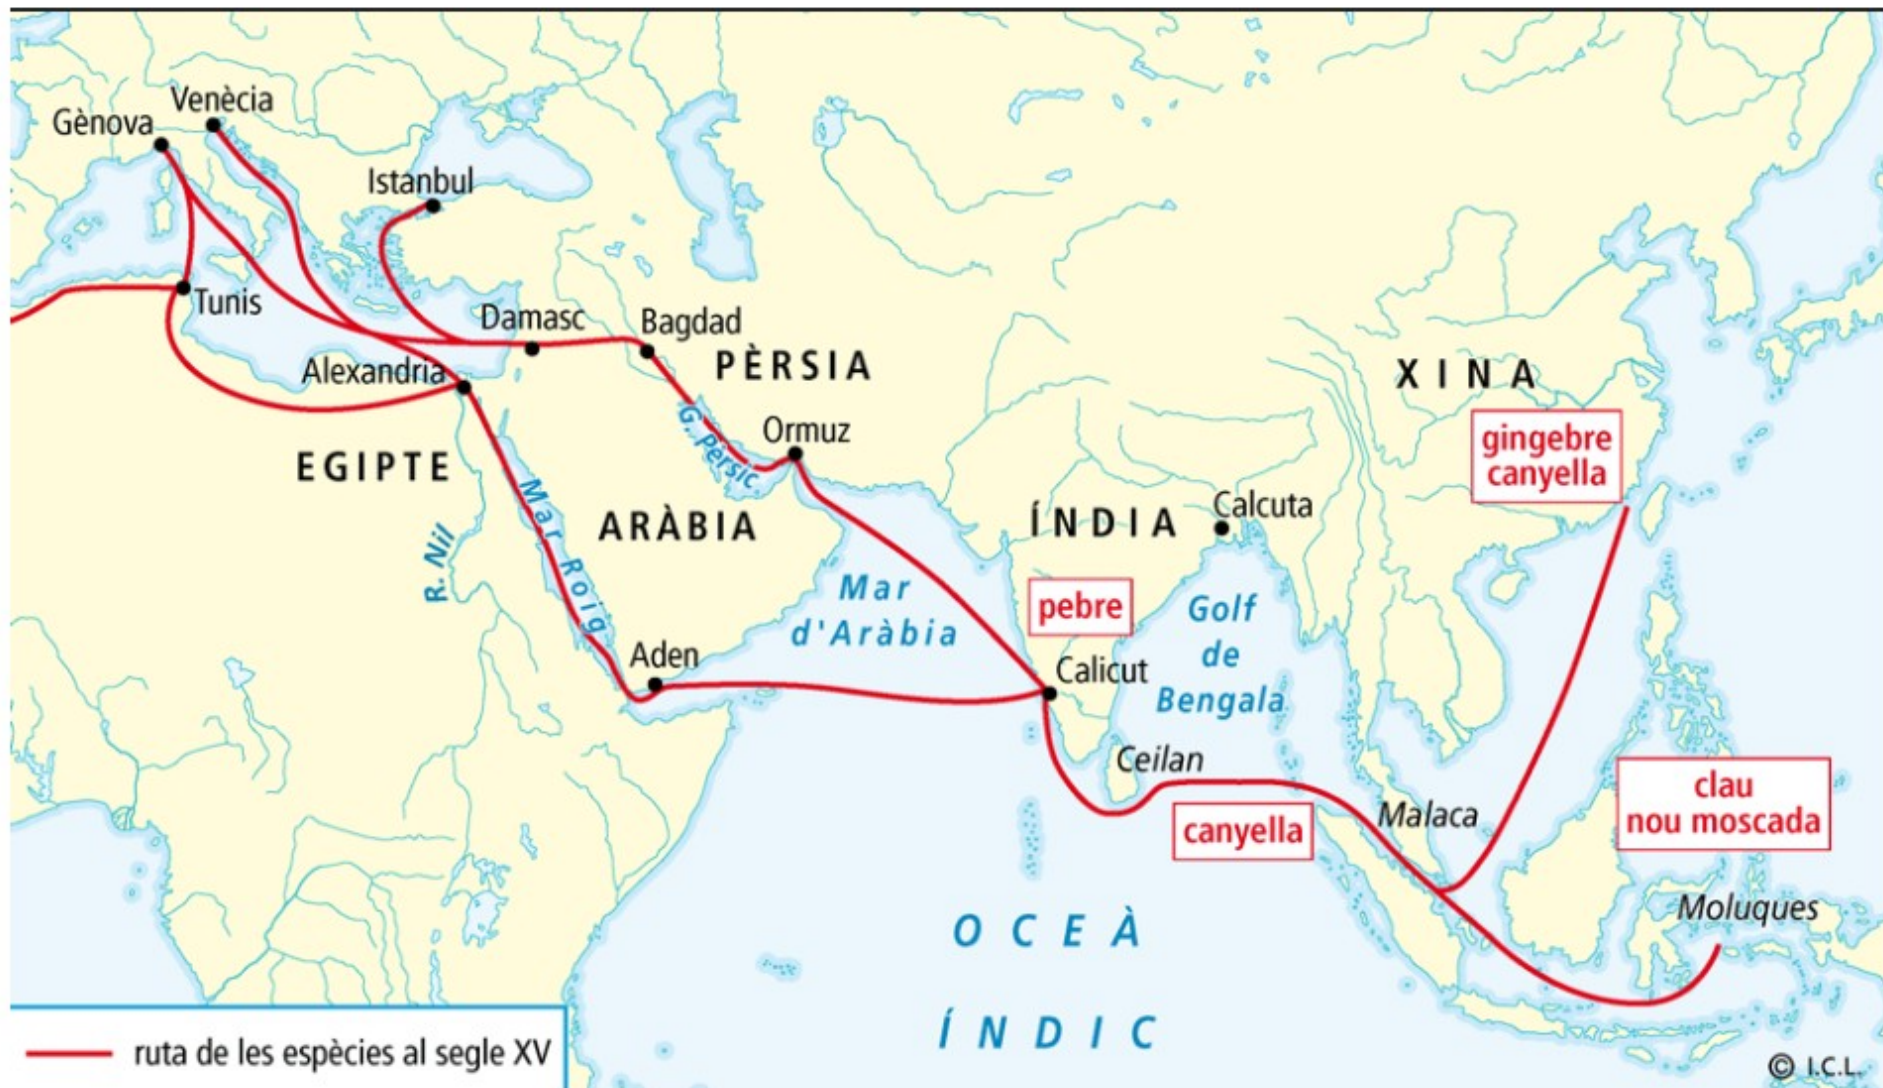 Venècia
Gènova
Istanbul
Tunis
Damasc
Bagdad
Alexandria
PÈRSIA
XINA
gingebre
canyella
G. Pèrsic
Ormuz
EGIPTE
Mar Roig
ARÀBIA
ÍNDIA
Calcuta
R. Nil
Mar
d'Aràbia
pebre
Golf
de
Bengala
Aden
Calicut
Ceilan
canyella
Malaca
clau
nou moscada
Moluques
OCEÀ
ÍNDIC
ruta de les espècies al segle XV
© I.C.L.